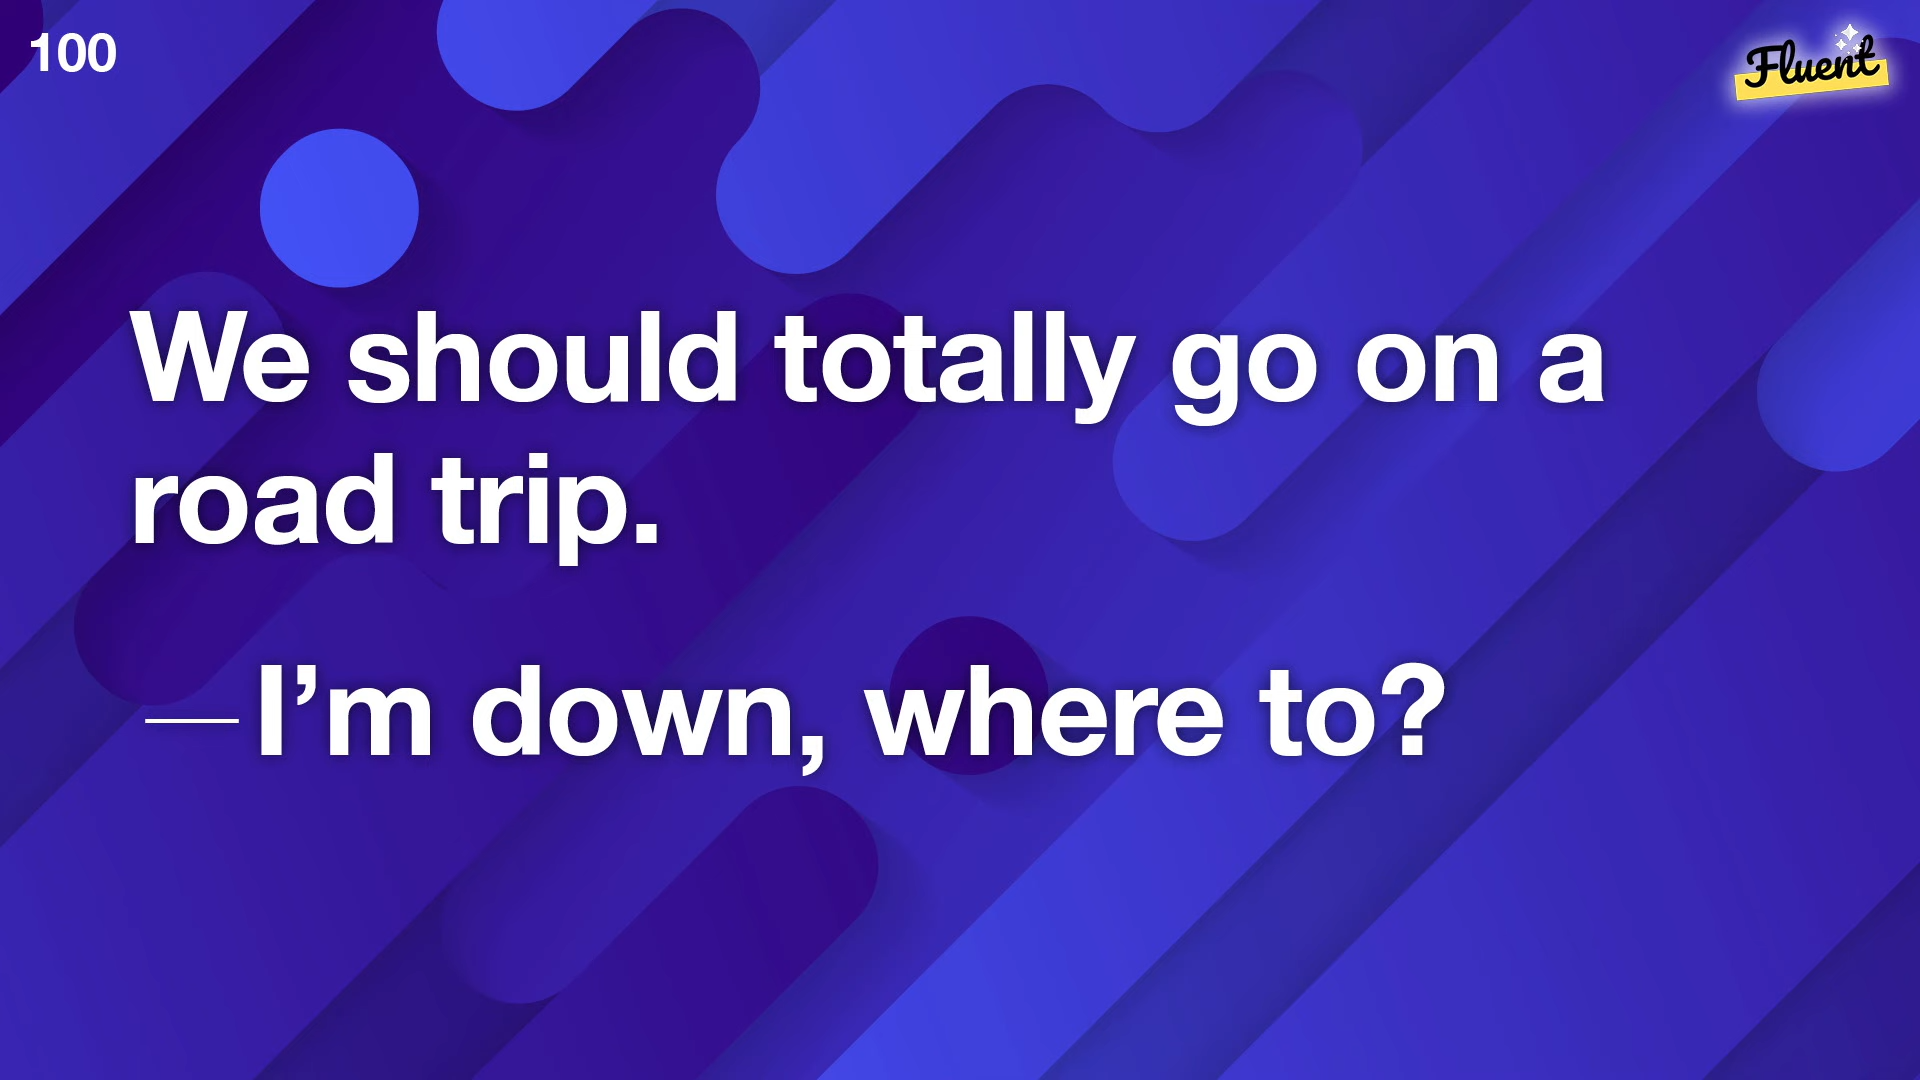 100
Fluent
We should totally go on a
road trip.
— I’m down, where to?